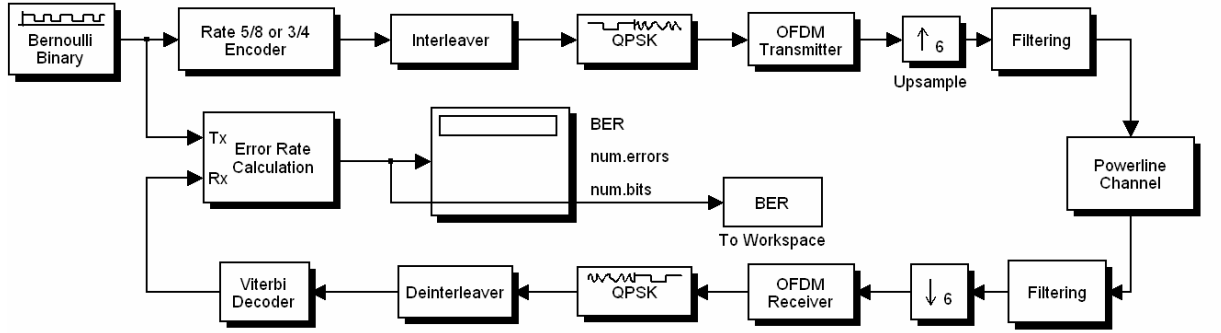 Bernoulli
Binary
Rate 5/8 or 3/4
Encoder
Interleaver
QPSK
OFDM
Transmitter
6
Upsample
Filtering
Tx
Rx
Error Rate
Calculation
BER
num.errors
num.bits
BER
To Workspace
Powerline
Channel
Viterbi
Decoder
Deinterleaver
QPSK
OFDM
Receiver
6
Filtering